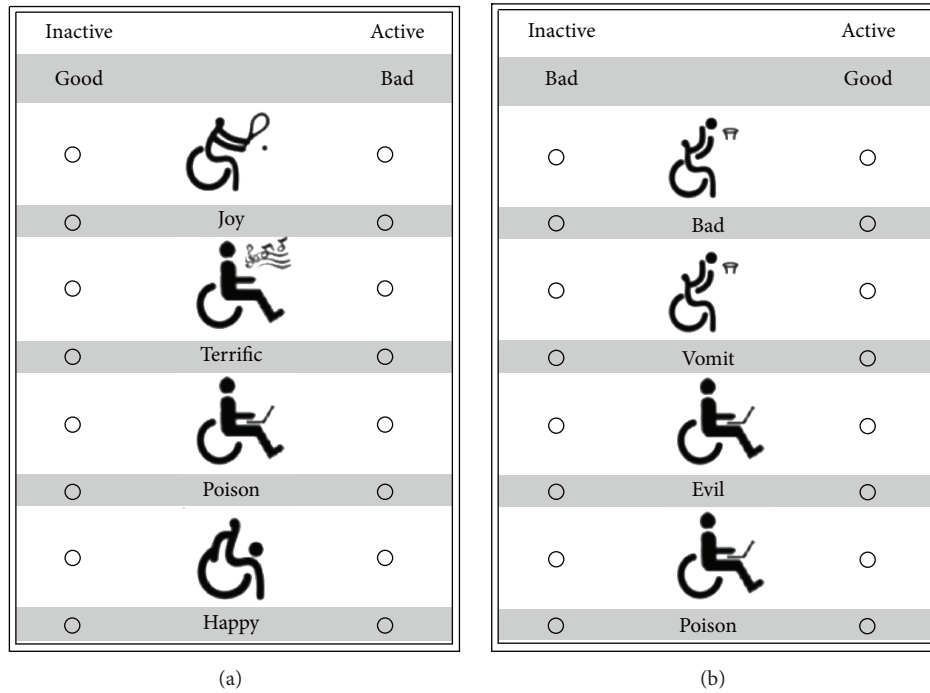 Inactive Active
Good Bad
Joy
Terrific
Poison
Happy
(a)
Inactive Active
Bad Good
Bad
Vomit
Evil
Poison
(b)